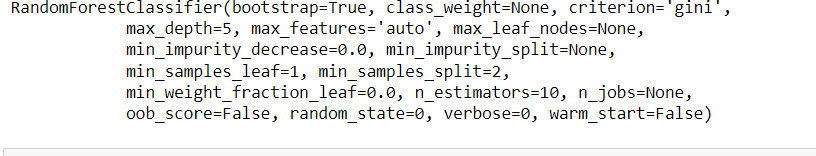 RandomForestClassifier(bootstrap=True, class_weight=None, criterion='gini',
max_depth=5, max_features='auto', max_leaf_nodes=None,
min_impurity_decrease=0.0, min_impurity_split=None,
min_samples_leaf=1, min_samples_split=2,
min_weight_fraction_leaf=0.0, n_estimators=10, n_jobs=None,
oob_score=False, random_state=0, verbose=0, warm_start=False)